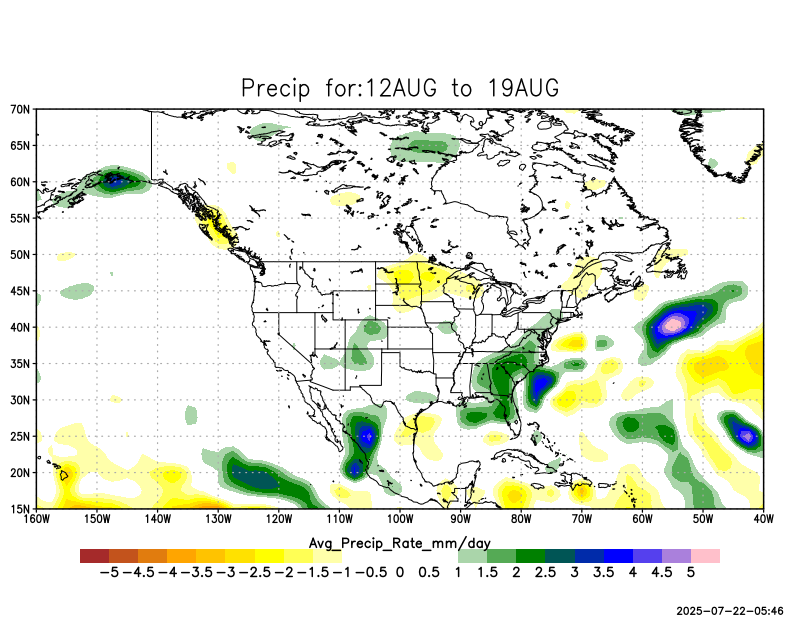 Precip for:12AUG to 19AUG
70N
65N
60N
55N
50N
45N
40N
35N
30N
25N
20N
15N
160W 150W 140W 130W 120W 110W 100W 90W 80W 70W 60W 50W 40W
Avg_Precip_Rate_mm/day
-5 -4.5 -4 -3.5 -3 -2.5 -2 -1.5 -1 -0.5 0 0.5 1 1.5 2 2.5 3 3.5 4 4.5 5
2025-07-22-05:46